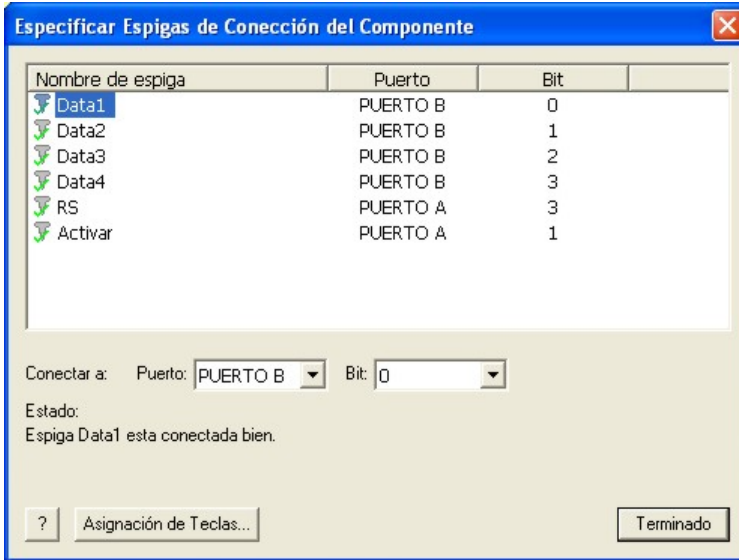 Especificar Espigas de Conección del Componente
Nombre de espiga Puerto Bit
Data1 PUERTO B 0
Data2 PUERTO B 1
Data3 PUERTO B 2
Data4 PUERTO B 3
RS PUERTO A 3
Activar PUERTO A 1
Conectar a: Puerto: PUERTO B Bit: 0
Estado:
Espiga Data1 esta conectada bien.
? Asignación de Teclas... Terminado